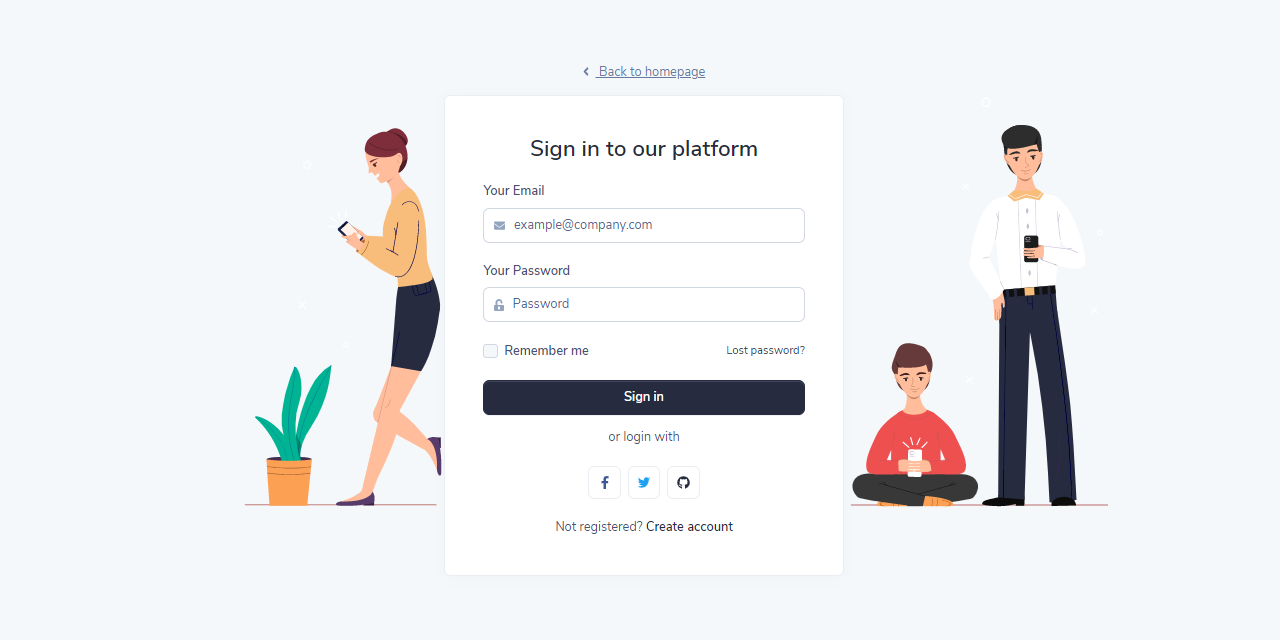 Back to homepage
Sign in to our platform
Your Email
example@company.com
Your Password
Password
Remember me Lost password?
Sign in
or login with
Not registered? Create account